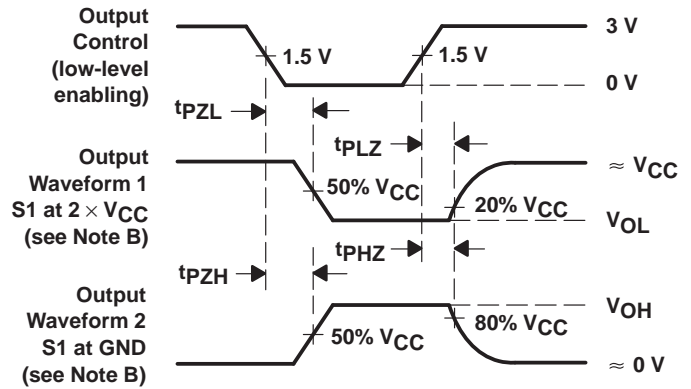 Output
Control
(low-level
enabling)
3 V
1.5 V
1.5 V
0 V
tPZL
tPLZ
Output
Waveform 1
S1 at 2 × VCC
(see Note B)
≈ VCC
50% VCC
20% VCC
VOL
tPZH
tPHZ
Output
Waveform 2
S1 at GND
(see Note B)
VOH
50% VCC
80% VCC
≈ 0 V